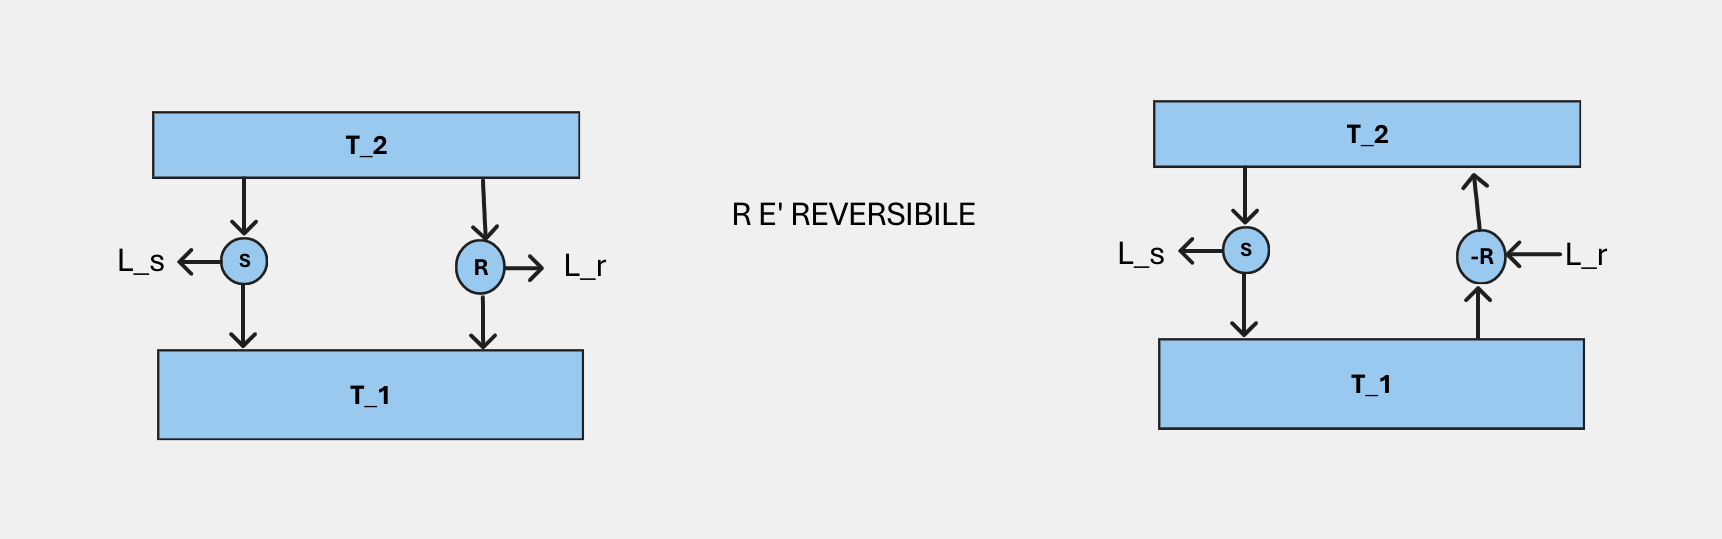 T_2
L_s
S
R
L_r
T_1
R E' REVERSIBILE
T_2
L_s
S
-R
L_r
T_1